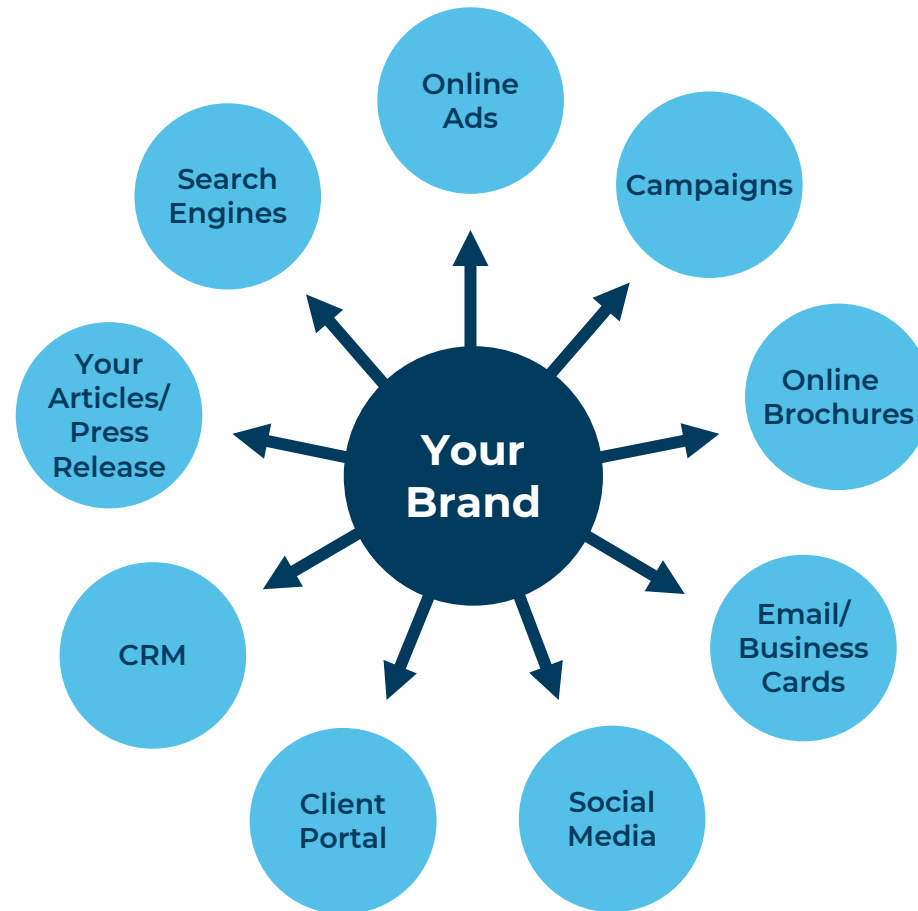 Online
Ads
Campaigns
Online
Brochures
Email/
Business
Cards
Social
Media
Client
Portal
CRM
Your
Articles/
Press
Release
Search
Engines
Your
Brand